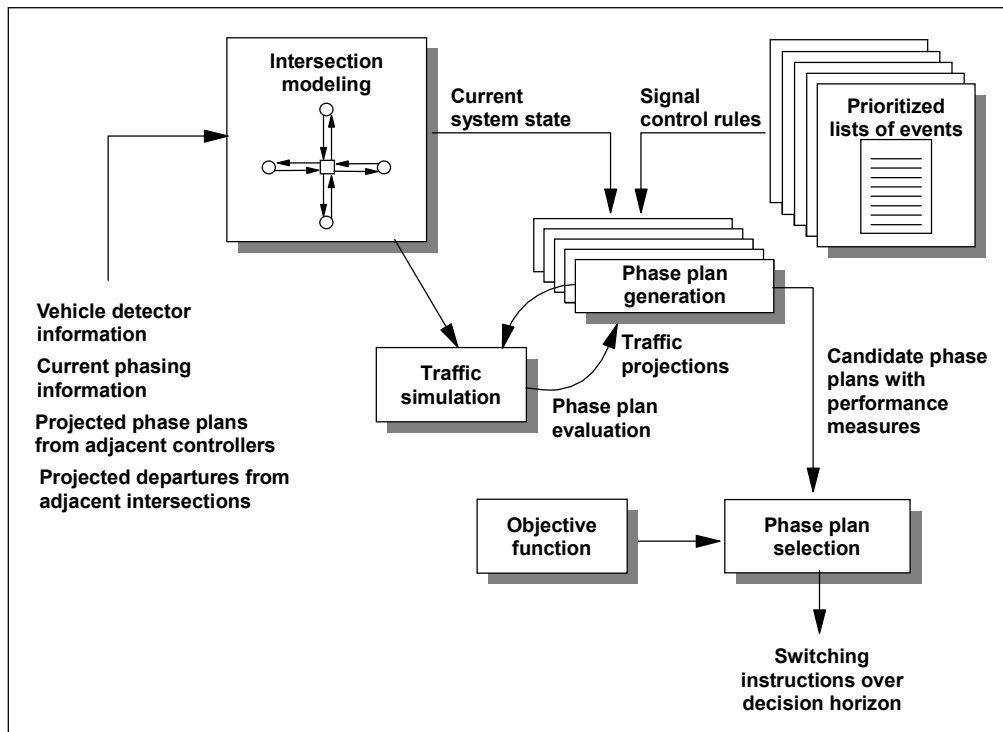 Intersection
modeling
Current
system state
Signal
control rules
Prioritized
lists of events
Vehicle detector
information
Current phasing
information
Projected phase plans
from adjacent controllers
Projected departures from
adjacent intersections
Phase plan
generation
Traffic
simulation
Traffic
projections
Phase plan
evaluation
Candidate phase
plans with
performance
measures
Objective
function
Phase plan
selection
Switching
instructions over
decision horizon